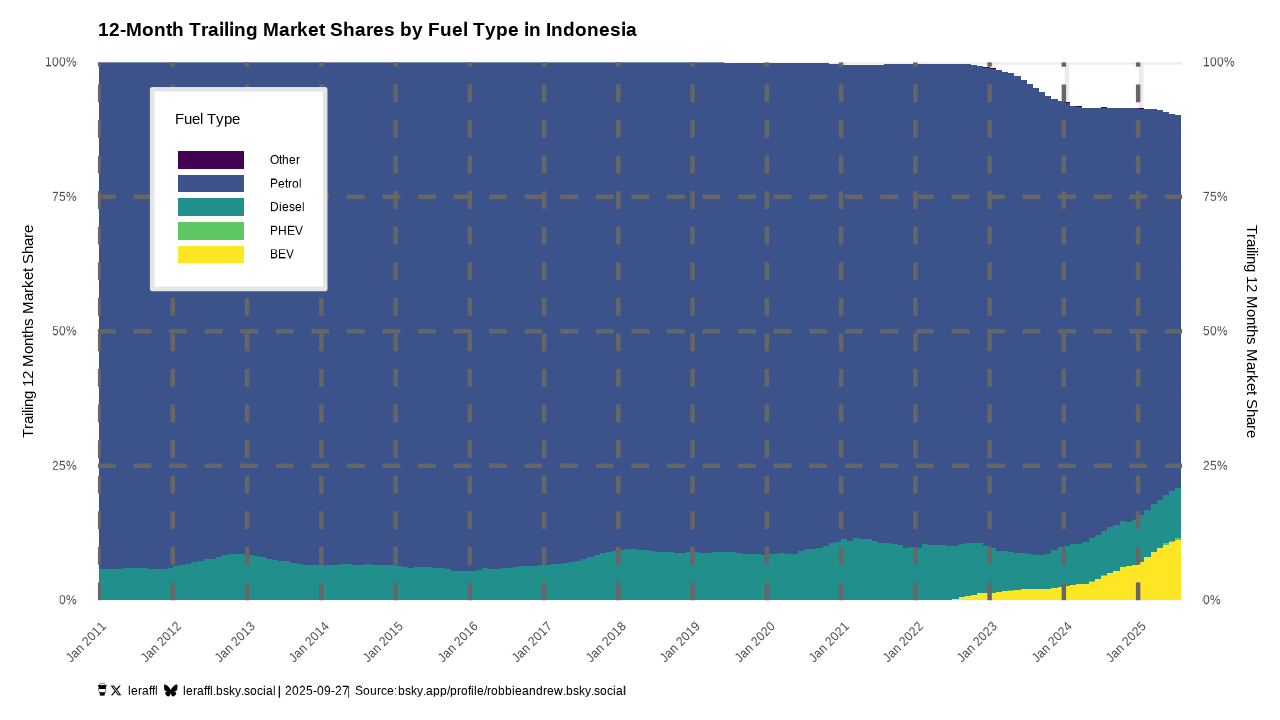 12-Month Trailing Market Shares by Fuel Type in Indonesia
100%
75%
50%
25%
0%
100%
75%
50%
25%
0%
Trailing 12 Months Market Share
Trailing 12 Months Market Share
Fuel Type
Other
Petrol
Diesel
PHEV
BEV
Jan 2011
Jan 2012
Jan 2013
Jan 2014
Jan 2015
Jan 2016
Jan 2017
Jan 2018
Jan 2019
Jan 2020
Jan 2021
Jan 2022
Jan 2023
Jan 2024
Jan 2025
leraffl leraffl.bsky.social | 2025-09-27| Source:bsky.app/profile/robbieandrew.bsky.social